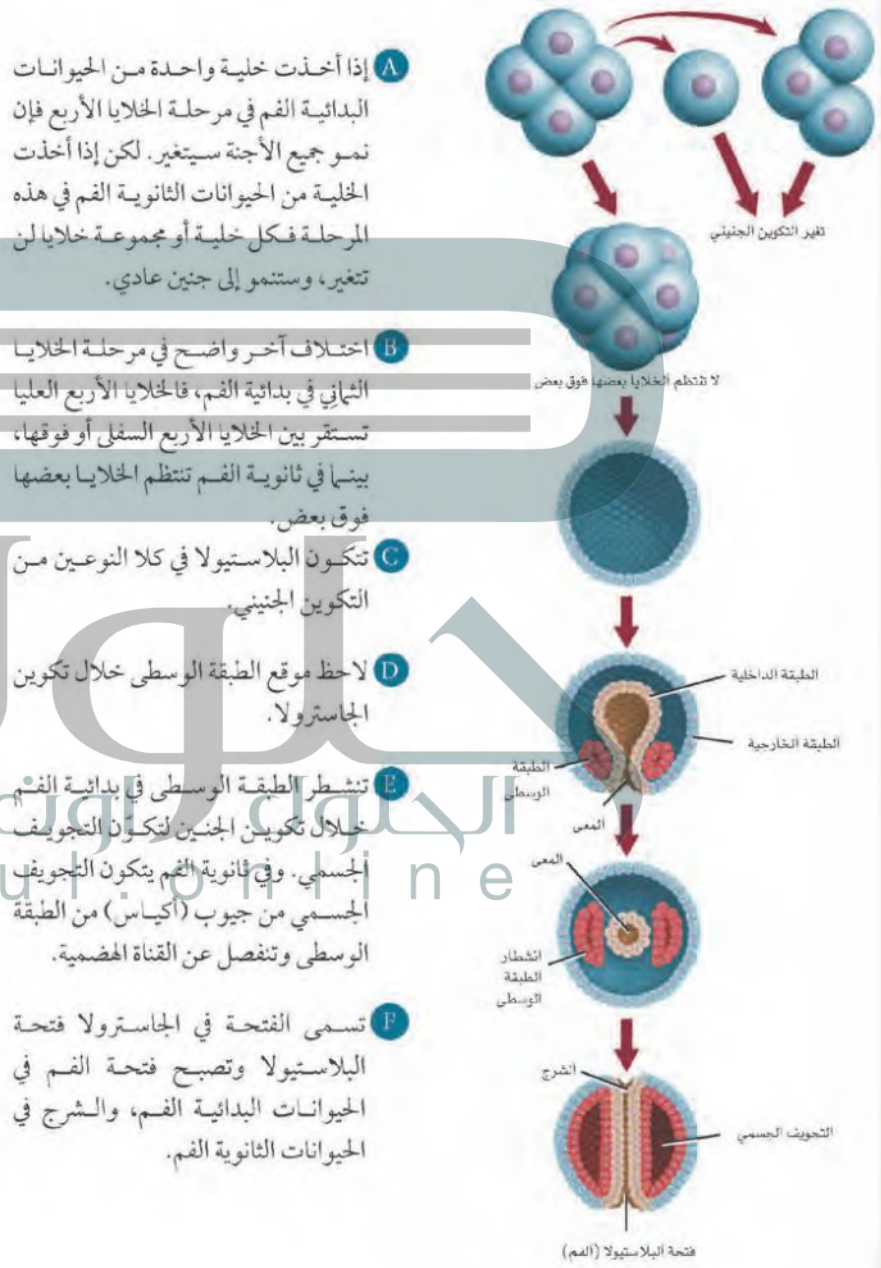 A إذا أخذت خلية واحدة من الحيوانات
البدائية الفم في مرحلة الخلايا الأربع فإن
نمو جميع الأجنة سيتغير. لكن إذا أخذت
الخلية من الحيوانات الثانوية الفم في هذه
المرحلة فكل خلية أو مجموعة خلايا لن
تتغير، وستنمو إلى جنين عادي.
B اختلاف آخر واضح في مرحلة الخلايا
الثماني في بدائية الفم، فالخلايا الأربع العليا
تستقر بين الخلايا الأربع السفلى أو فوقها،
بينما في ثانوية الفم تنتظم الخلايا بعضها
فوق بعض.
C تتكون البلاستيولا في كلا النوعين من
التكوين الجنيني.
D لاحظ موقع الطبقة الوسطى خلال تكوين
الجاسترولا.
E تنشطر الطبقة الوسطى في بدائية الفم
خلال تكوين الجنين لتكوّن التجويف
الجسمي. وفي ثانوية الفم يتكون التجويف
الجسمي من جيوب (أكياس) من الطبقة
الوسطى وتنفصل عن القناة الهضمية.
F تسمى الفتحة في الجاسترولا فتحة
البلاستيولا وتصبح فتحة الفم في
الحيوانات البدائية الفم، والشرج في
الحيوانات الثانوية الفم.
تغير التكوين الجنيني
لا تنتظم الخلايا بعضها فوق بعض
الطبقة الداخلية
الطبقة الخارجية
الطبقة
الوسطى
المعى
المعى
انشطار
الطبقة
الوسطى
الشرج
التجويف الجسمي
فتحة البلاستيولا (الفم)
الحلول اون
ul.online